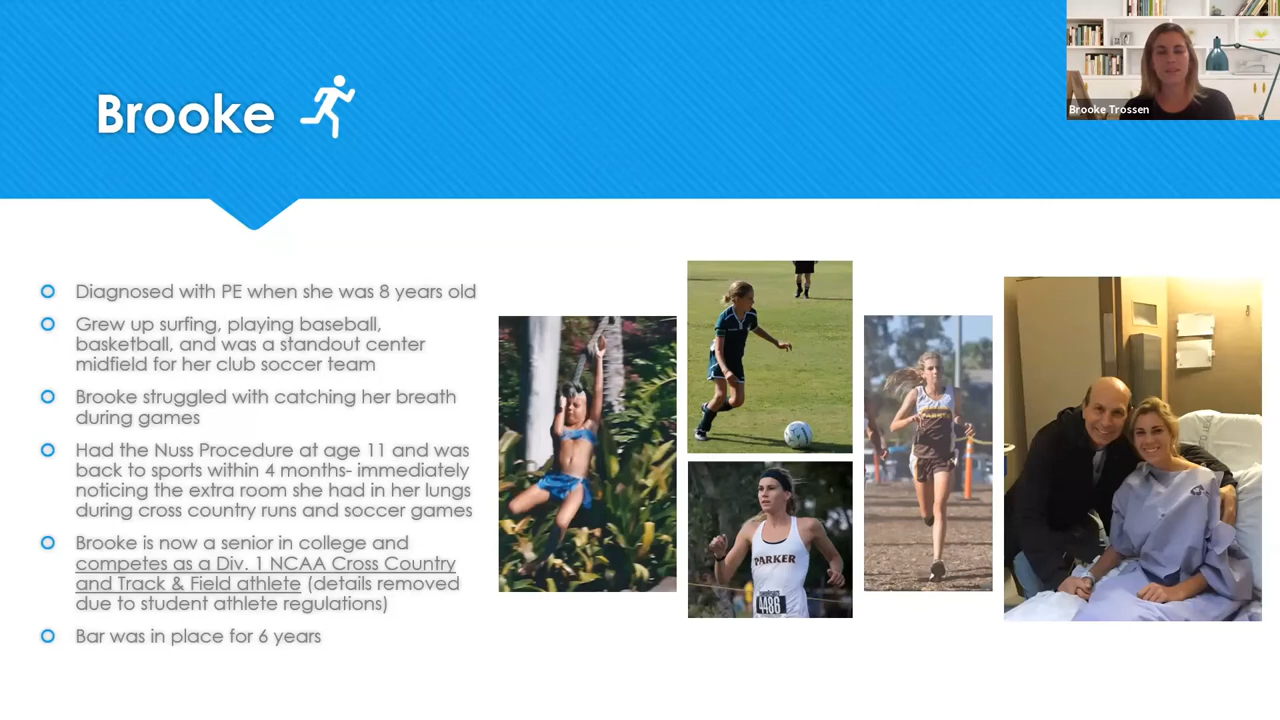 Brooke
Brooke Trossen
Diagnosed with PE when she was 8 years old
Grew up surfing, playing baseball,
basketball, and was a standout center
midfield for her club soccer team
Brooke struggled with catching her breath
during games
Had the Nuss Procedure at age 11 and was
back to sports within 4 months- immediately
noticing the extra room she had in her lungs
during cross country runs and soccer games
Brooke is now a senior in college and
competes as a Div. 1 NCAA Cross Country
and Track & Field athlete (details removed
due to student athlete regulations)
Bar was in place for 6 years
PARKER
4486